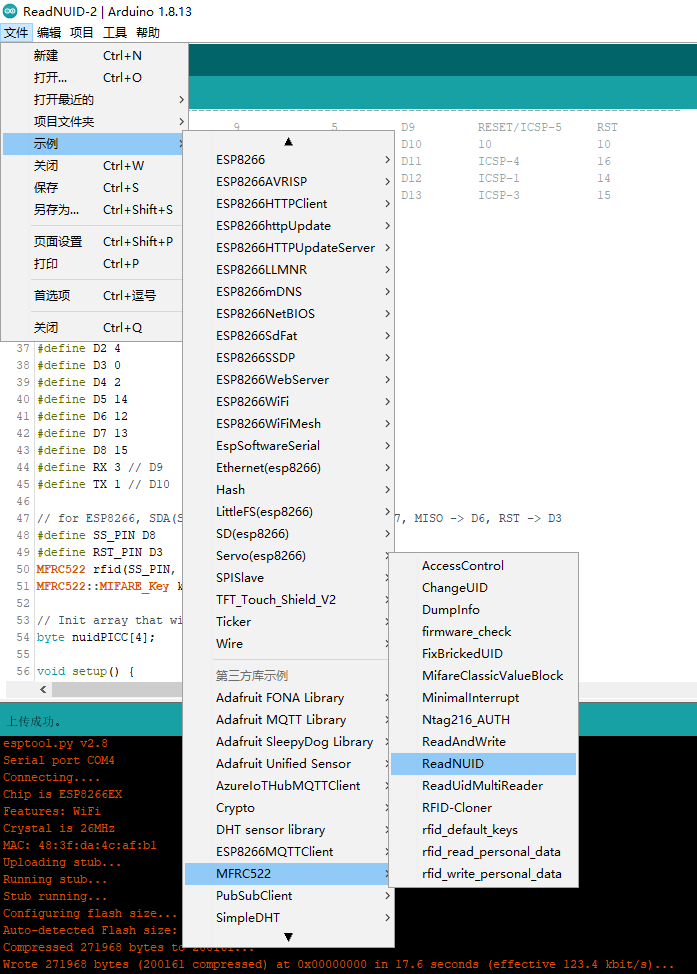 ReadNUID-2 | Arduino 1.8.13
文件 编辑 项目 工具 帮助
新建 Ctrl+N
打开... Ctrl+O
打开最近的
项目文件夹
示例
关闭 Ctrl+W
保存 Ctrl+S
另存为... Ctrl+Shift+S
页面设置 Ctrl+Shift+P
打印 Ctrl+P
首选项 Ctrl+逗号
关闭 Ctrl+Q
9 5 D9 RESET/ICSP-5 RST
D10 10 10
D11 ICSP-4 16
D12 ICSP-1 14
D13 ICSP-3 15
ESP8266
ESP8266AVRISP
ESP8266HTTPClient
ESP8266httpUpdate
ESP8266HTTPUpdateServer
ESP8266LLMNR
ESP8266mDNS
ESP8266NetBIOS
ESP8266SdFat
ESP8266SSDP
ESP8266WebServer
ESP8266WiFi
ESP8266WiFiMesh
EspSoftwareSerial
Ethernet(esp8266)
Hash
LittleFS(esp8266)
SD(esp8266)
Servo(esp8266)
SPISlave
TFT_Touch_Shield_V2
Ticker
Wire
第三方库示例
Adafruit FONA Library
Adafruit MQTT Library
Adafruit SleepyDog Library
Adafruit Unified Sensor
AzureIoTHubMQTTClient
Crypto
DHT sensor library
ESP8266MQTTClient
MFRC522
PubSubClient
SimpleDHT
AccessControl
ChangeUID
DumpInfo
firmware_check
FixBrickedUID
MifareClassicValueBlock
MinimalInterrupt
Ntag216_AUTH
ReadAndWrite
ReadNUID
ReadUidMultiReader
RFID-Cloner
rfid_default_keys
rfid_read_personal_data
rfid_write_personal_data
37 #define D2 4
38 #define D3 0
39 #define D4 2
40 #define D5 14
41 #define D6 12
42 #define D7 13
43 #define D8 15
44 #define RX 3 // D9
45 #define TX 1 // D10
46
47 // for ESP8266, SDA(S 7, MISO -> D6, RST -> D3
48 #define SS_PIN D8
49 #define RST_PIN D3
50 MFRC522 rfid(SS_PIN,
51 MFRC522::MIFARE_Key k
52
53 // Init array that wi
54 byte nuidPICC[4];
55
56 void setup() {
上传成功。
esptool.py v2.8
Serial port COM4
Connecting....
Chip is ESP8266EX
Features: WiFi
Crystal is 26MHz
MAC: 48:3f:da:4c:af:b1
Uploading stub...
Running stub...
Stub running...
Configuring flash size...
Auto-detected Flash size:
Compressed 271968 bytes to 200161...
Wrote 271968 bytes (200161 compressed) at 0x00000000 in 17.6 seconds (effective 123.4 kbit/s)...